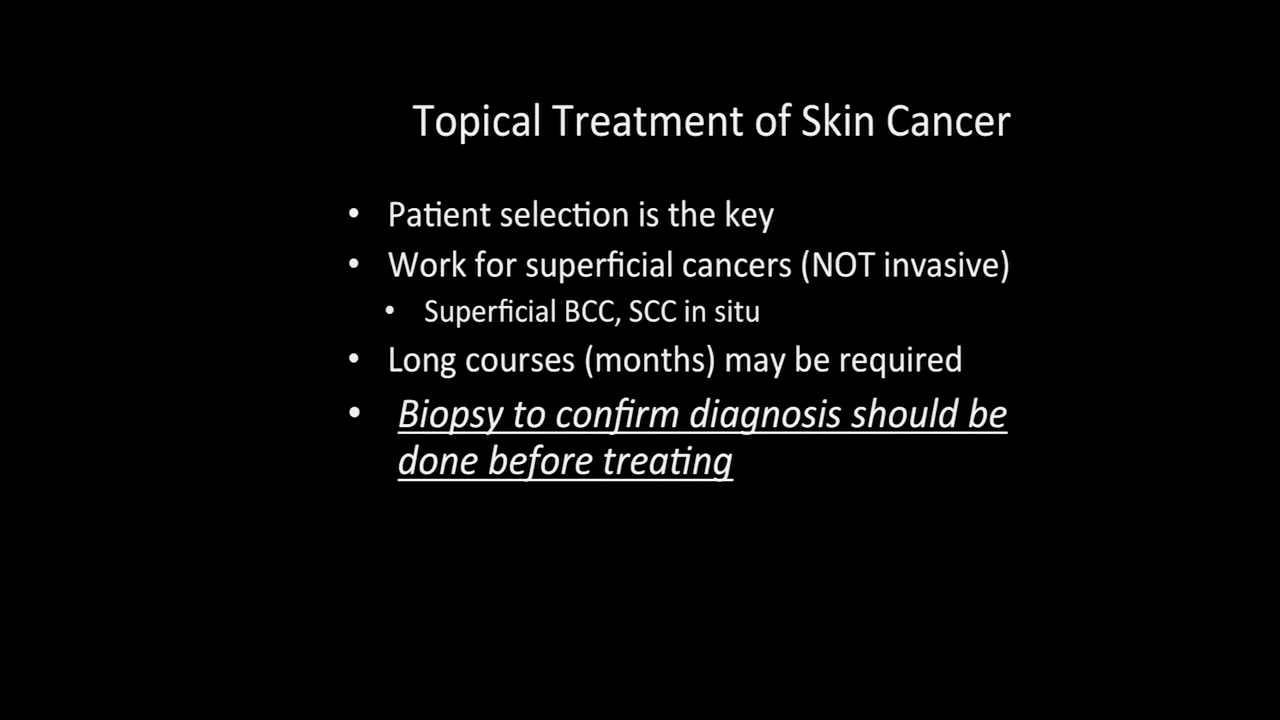 Topical Treatment of Skin Cancer
• Patient selection is the key
• Work for superficial cancers (NOT invasive)
• Superficial BCC, SCC in situ
• Long courses (months) may be required
• Biopsy to confirm diagnosis should be
done before treating